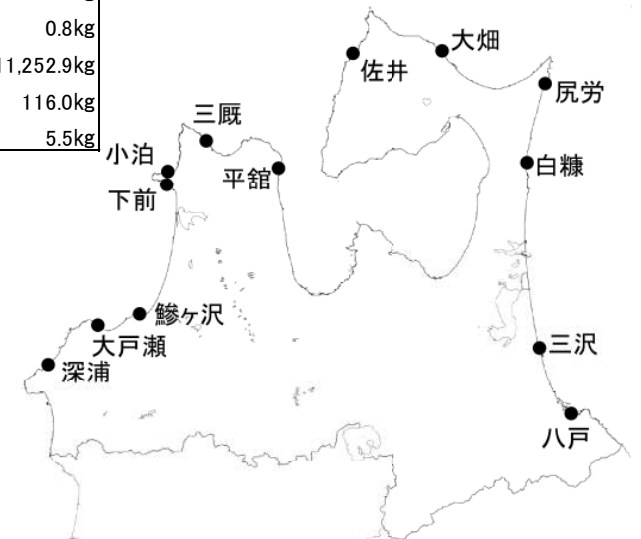 0.8kg
11,252.9kg
116.0kg
5.5kg
大畑
佐井
尻労
三厩
小泊
平舘
白糠
下前
鰺ヶ沢
大戸瀬
三沢
深浦
八戸